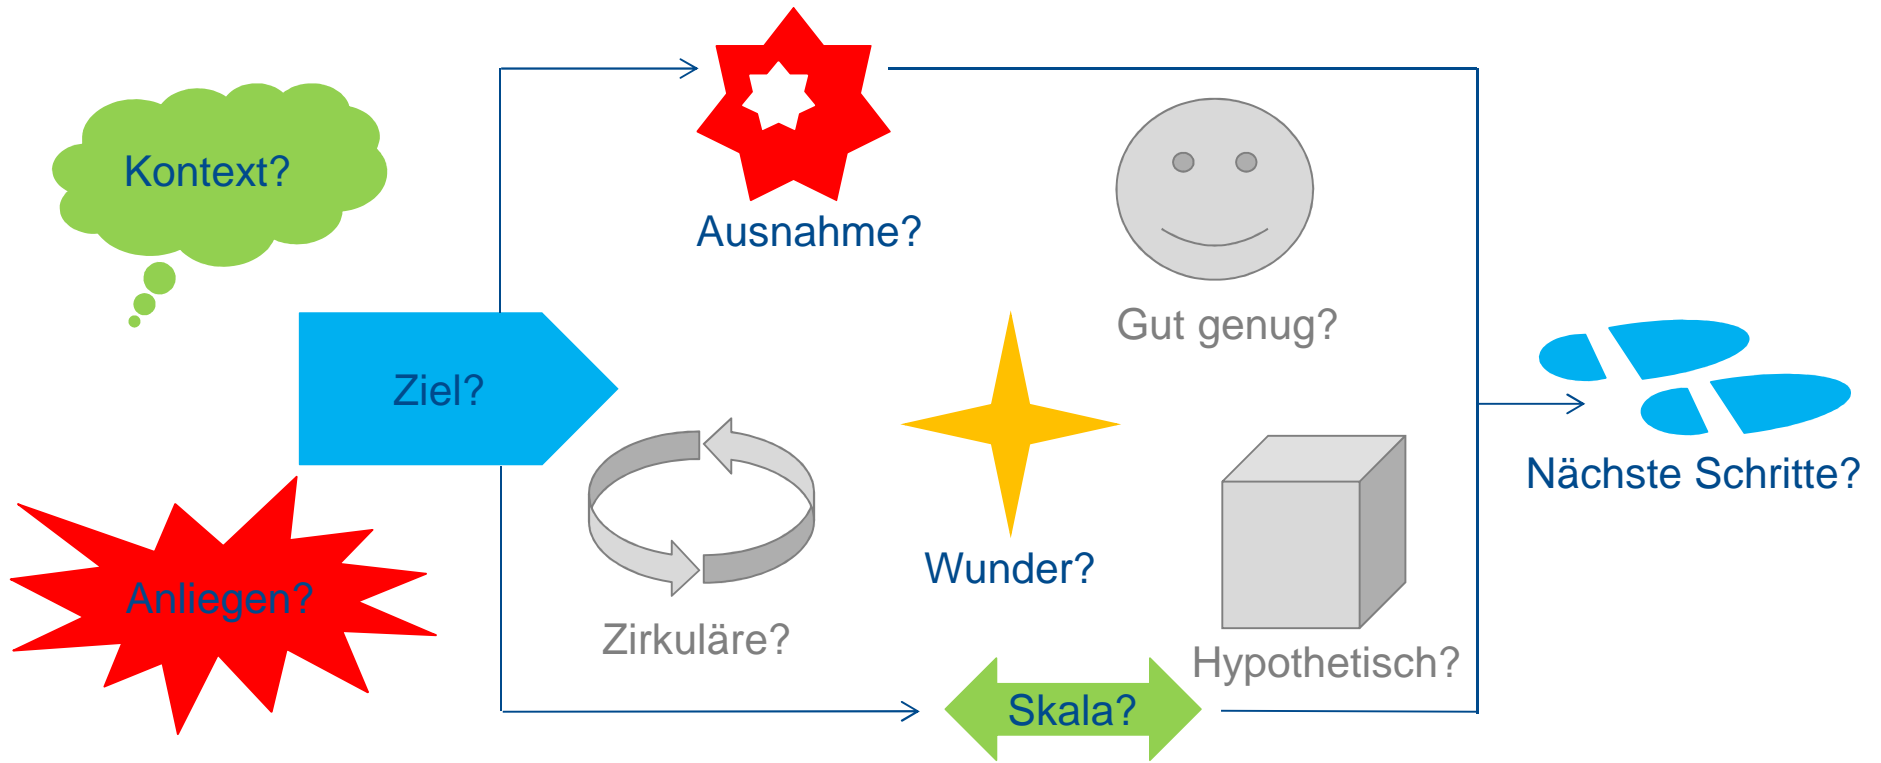 Kontext?
Ausnahme?
Gut genug?
Ziel?
Nächste Schritte?
Wunder?
Anliegen?
Zirkuläre?
Hypothetisch?
Skala?